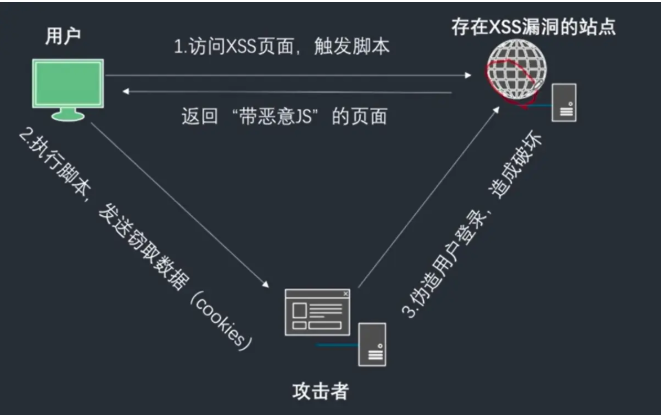 用户
存在XSS漏洞的站点
1.访问XSS页面，触发脚本
返回“带恶意JS”的页面
2.执行脚本，发送窃取数据（cookies）
3.伪造用户登录，造成破坏
攻击者